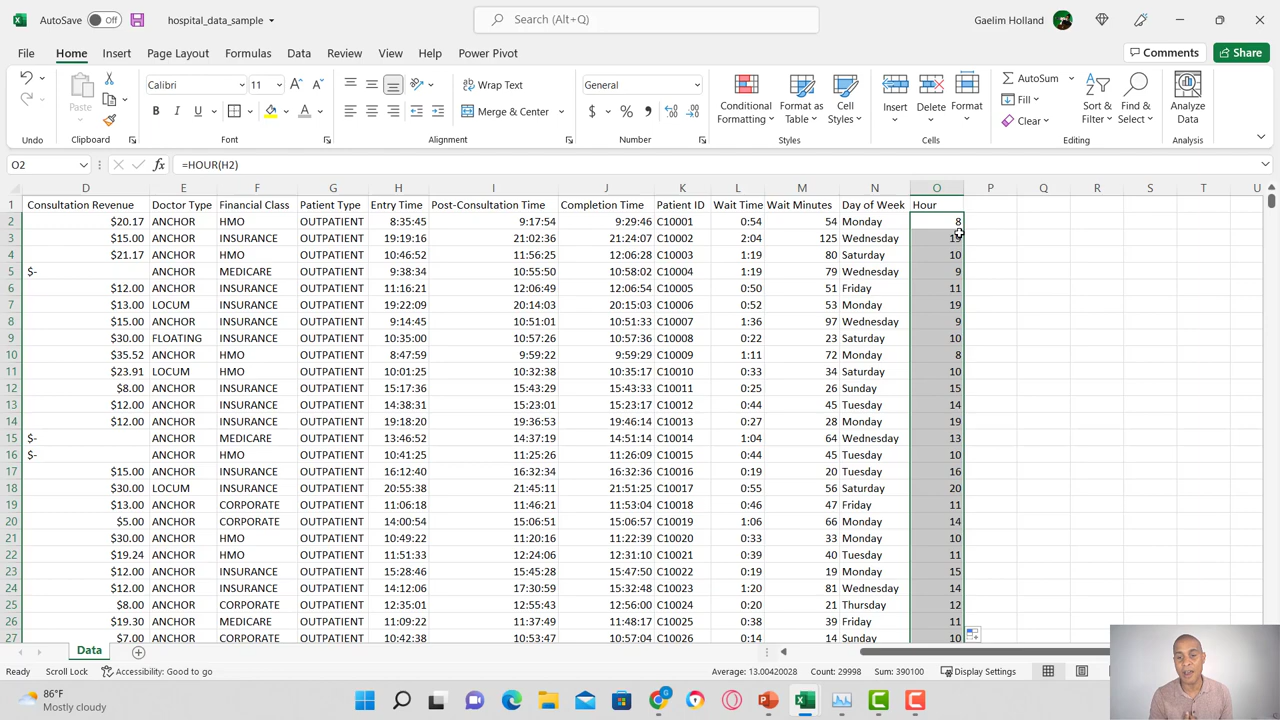 AutoSave Off hospital_data_sample Search (Alt+Q) Gaelim Holland
File Home Insert Page Layout Formulas Data Review View Help Power Pivot Comments Share
Calibri 11 Wrap Text General AutoSum
Paste Conditional Formatting Format as Table Cell Styles Insert Delete Format Fill Sort & Filter Find & Select Analyze Data
B I U Merge & Center $ % Clear
Undo Clipboard Font Alignment Number Styles Cells Editing Analysis
O2 fx =HOUR(H2)
D E F G H I J K L M N O P Q R S T U
1 Consultation Revenue Doctor Type Financial Class Patient Type Entry Time Post-Consultation Time Completion Time Patient ID Wait Time Wait Minutes Day of Week Hour
2 $20.17 ANCHOR HMO OUTPATIENT 8:35:45 9:17:54 9:29:46 C10001 0:54 54 Monday 8
3 $15.00 ANCHOR INSURANCE OUTPATIENT 19:19:16 21:02:36 21:24:07 C10002 2:04 125 Wednesday 19
4 $21.17 ANCHOR HMO OUTPATIENT 10:46:52 11:56:25 12:06:28 C10003 1:19 80 Saturday 10
5 $- ANCHOR MEDICARE OUTPATIENT 9:38:34 10:55:50 10:58:02 C10004 1:19 79 Wednesday 9
6 $12.00 ANCHOR INSURANCE OUTPATIENT 11:16:21 12:06:49 12:06:54 C10005 0:50 51 Friday 11
7 $13.00 LOCUM INSURANCE OUTPATIENT 19:22:09 20:14:03 20:15:03 C10006 0:52 53 Monday 19
8 $15.00 ANCHOR INSURANCE OUTPATIENT 9:14:45 10:51:01 10:51:33 C10007 1:36 97 Wednesday 9
9 $30.00 FLOATING INSURANCE OUTPATIENT 10:35:00 10:57:26 10:57:36 C10008 0:22 23 Saturday 10
10 $35.52 ANCHOR HMO OUTPATIENT 8:47:59 9:59:22 9:59:29 C10009 1:11 72 Monday 8
11 $23.91 LOCUM HMO OUTPATIENT 10:01:25 10:32:38 10:35:17 C10010 0:33 34 Saturday 10
12 $8.00 ANCHOR INSURANCE OUTPATIENT 15:17:36 15:43:29 15:43:33 C10011 0:25 26 Sunday 15
13 $12.00 ANCHOR INSURANCE OUTPATIENT 14:38:31 15:23:01 15:23:17 C10012 0:44 45 Tuesday 14
14 $12.00 ANCHOR INSURANCE OUTPATIENT 19:18:20 19:36:53 19:46:14 C10013 0:27 28 Monday 19
15 $- ANCHOR MEDICARE OUTPATIENT 13:46:52 14:37:19 14:51:14 C10014 1:04 64 Wednesday 13
16 $- ANCHOR HMO OUTPATIENT 10:41:25 11:25:26 11:26:09 C10015 0:44 45 Tuesday 10
17 $15.00 ANCHOR INSURANCE OUTPATIENT 16:12:40 16:32:34 16:32:36 C10016 0:19 20 Tuesday 16
18 $30.00 LOCUM INSURANCE OUTPATIENT 20:55:38 21:45:11 21:51:25 C10017 0:55 56 Saturday 20
19 $13.00 ANCHOR CORPORATE OUTPATIENT 11:06:18 11:46:21 11:53:04 C10018 0:46 47 Friday 11
20 $5.00 ANCHOR CORPORATE OUTPATIENT 14:00:54 15:06:51 15:06:57 C10019 1:06 66 Monday 14
21 $30.00 ANCHOR HMO OUTPATIENT 10:49:22 11:20:16 11:22:39 C10020 0:33 33 Monday 10
22 $19.24 ANCHOR HMO OUTPATIENT 11:51:33 12:24:06 12:31:10 C10021 0:39 40 Tuesday 11
23 $12.00 ANCHOR INSURANCE OUTPATIENT 15:28:46 15:45:28 15:47:50 C10022 0:19 19 Monday 15
24 $12.00 ANCHOR INSURANCE OUTPATIENT 14:12:06 17:30:59 15:32:48 C10023 1:20 81 Wednesday 14
25 $8.00 ANCHOR CORPORATE OUTPATIENT 12:35:01 12:55:43 12:56:00 C10024 0:20 21 Thursday 12
26 $19.30 ANCHOR MEDICARE OUTPATIENT 11:09:22 11:37:49 11:48:17 C10025 0:38 39 Friday 11
27 $7.00 ANCHOR CORPORATE OUTPATIENT 10:42:38 10:53:47 10:57:04 C10026 0:14 14 Sunday 10
Data
Ready Scroll Lock Accessibility: Good to go Average: 13.00420028 Count: 29998 Sum: 390100 Display Settings
86°F
Mostly cloudy